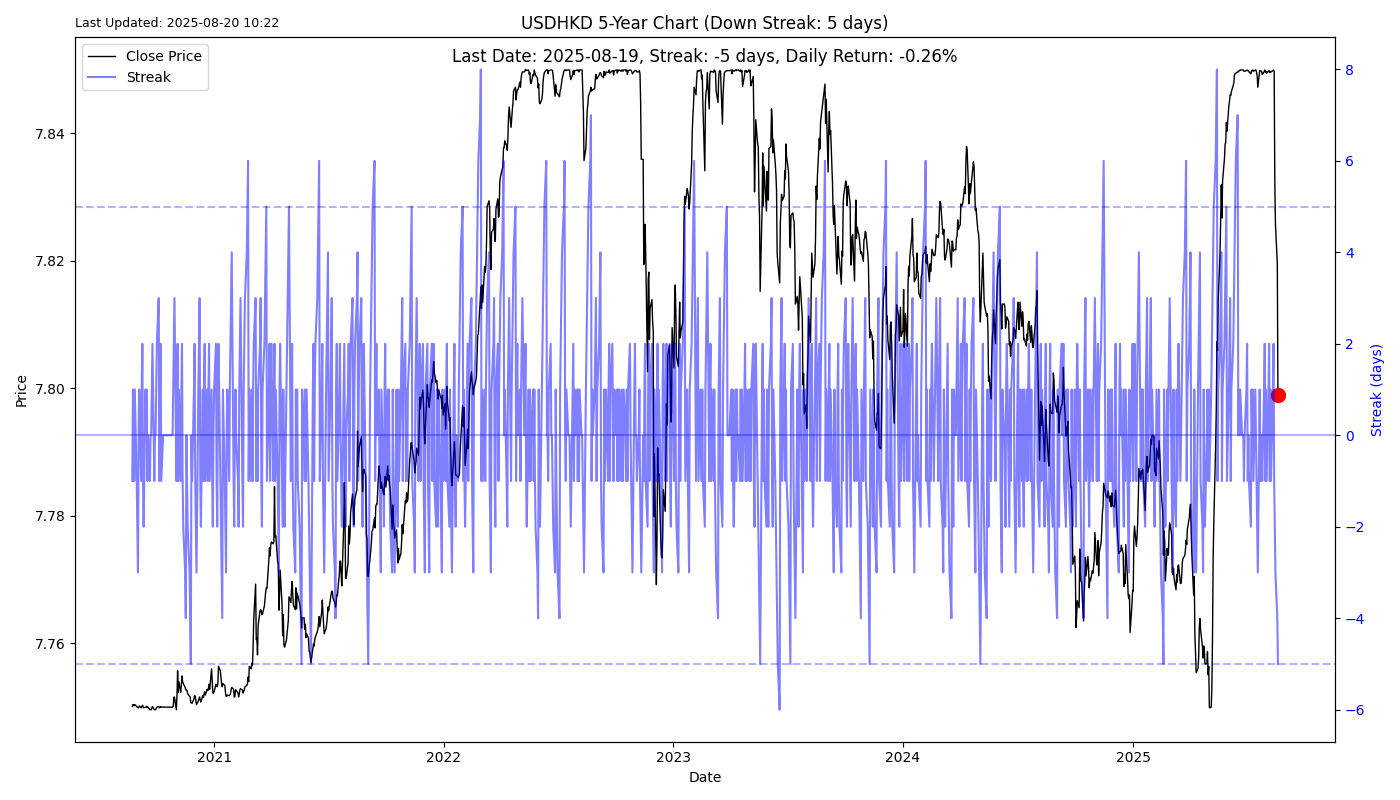 Last Updated: 2025-08-20 10:22
USDHKD 5-Year Chart (Down Streak: 5 days)
Last Date: 2025-08-19, Streak: -5 days, Daily Return: -0.26%
Close Price
Streak
7.84
7.82
7.80
7.78
7.76
Price
8
6
4
2
0
−2
−4
−6
Streak (days)
2021
2022
2023
2024
2025
Date